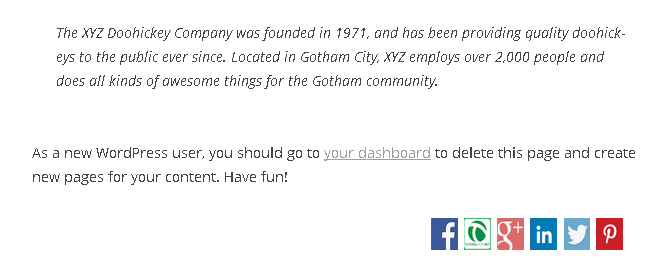 The XYZ Doohickey Company was founded in 1971, and has been providing quality doohick-
eys to the public ever since. Located in Gotham City, XYZ employs over 2,000 people and
does all kinds of awesome things for the Gotham community.
As a new WordPress user, you should go to your dashboard to delete this page and create
new pages for your content. Have fun!
f g+ in